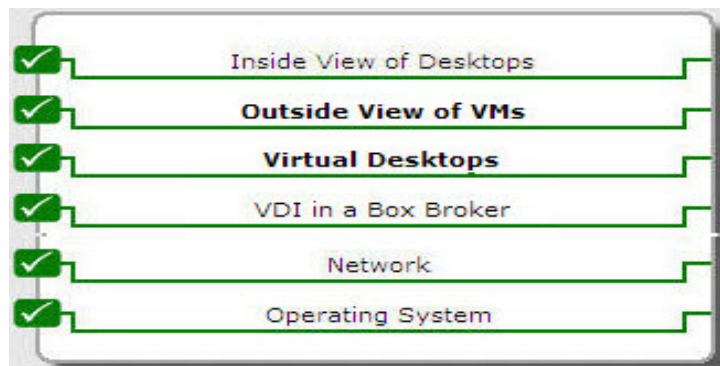 Inside View of Desktops
Outside View of VMs
Virtual Desktops
VDI in a Box Broker
Network
Operating System